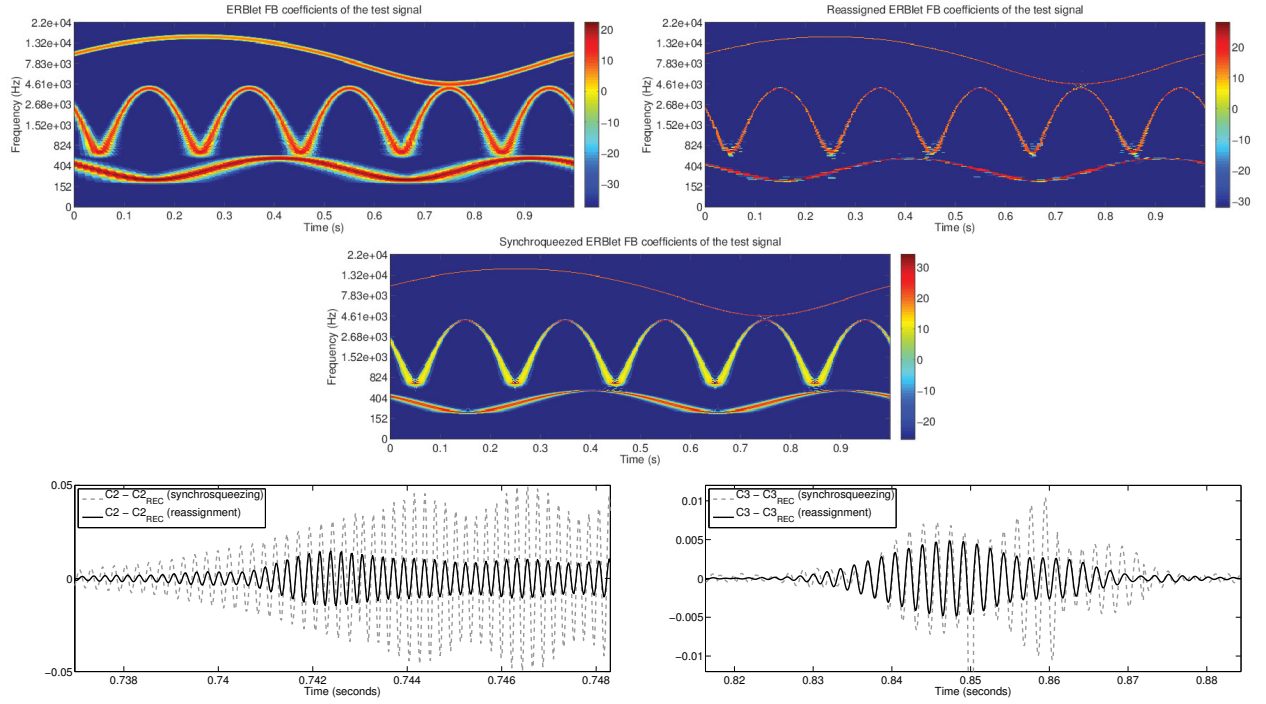 ERBlet FB coefficients of the test signal
2.2e+04
1.32e+04
7.83e+03
4.61e+03
2.68e+03
1.52e+03
824
404
152
0
Frequency (Hz)
0 0.1 0.2 0.3 0.4 0.5 0.6 0.7 0.8 0.9
Time (s)
20
10
0
−10
−20
−30
Reassigned ERBlet FB coefficients of the test signal
2.2e+04
1.32e+04
7.83e+03
4.61e+03
2.68e+03
1.52e+03
824
404
152
0
Frequency (Hz)
0 0.1 0.2 0.3 0.4 0.5 0.6 0.7 0.8 0.9
Time (s)
20
10
0
−10
−20
−30
Synchroqueezed ERBlet FB coefficients of the test signal
2.2e+04
1.32e+04
7.83e+03
4.61e+03
2.68e+03
1.52e+03
824
404
152
0
Frequency (Hz)
0 0.1 0.2 0.3 0.4 0.5 0.6 0.7 0.8 0.9
Time (s)
30
20
10
0
−10
−20
0.05
0
−0.05
C2 − C2REC (synchrosqueezing)
C2 − C2REC (reassignment)
0.738 0.74 0.742 0.744 0.746 0.748
Time (seconds)
0.01
0.005
0
−0.005
−0.01
C3 − C3REC (synchrosqueezing)
C3 − C3REC (reassignment)
0.82 0.83 0.84 0.85 0.86 0.87 0.88
Time (seconds)